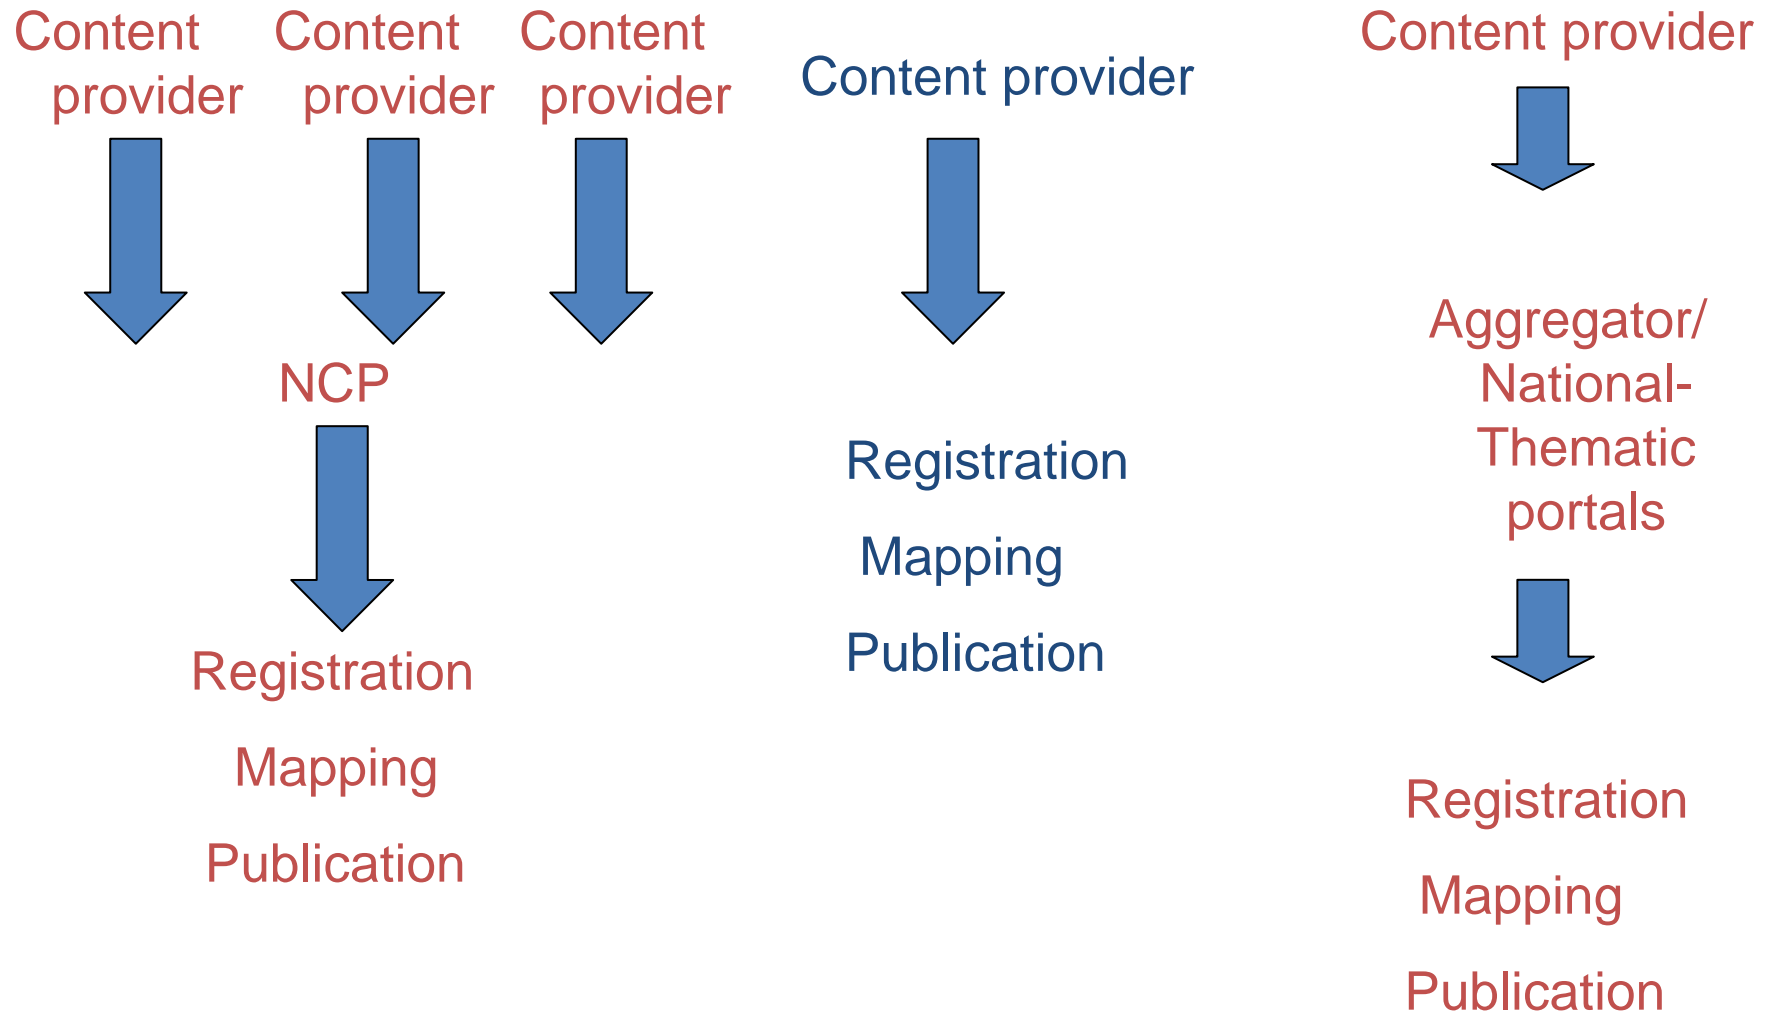 Content
provider
Content
provider
Content
provider
NCP
Registration
Mapping
Publication
Content provider
Registration
Mapping
Publication
Content provider
Aggregator/
National-
Thematic
portals
Registration
Mapping
Publication